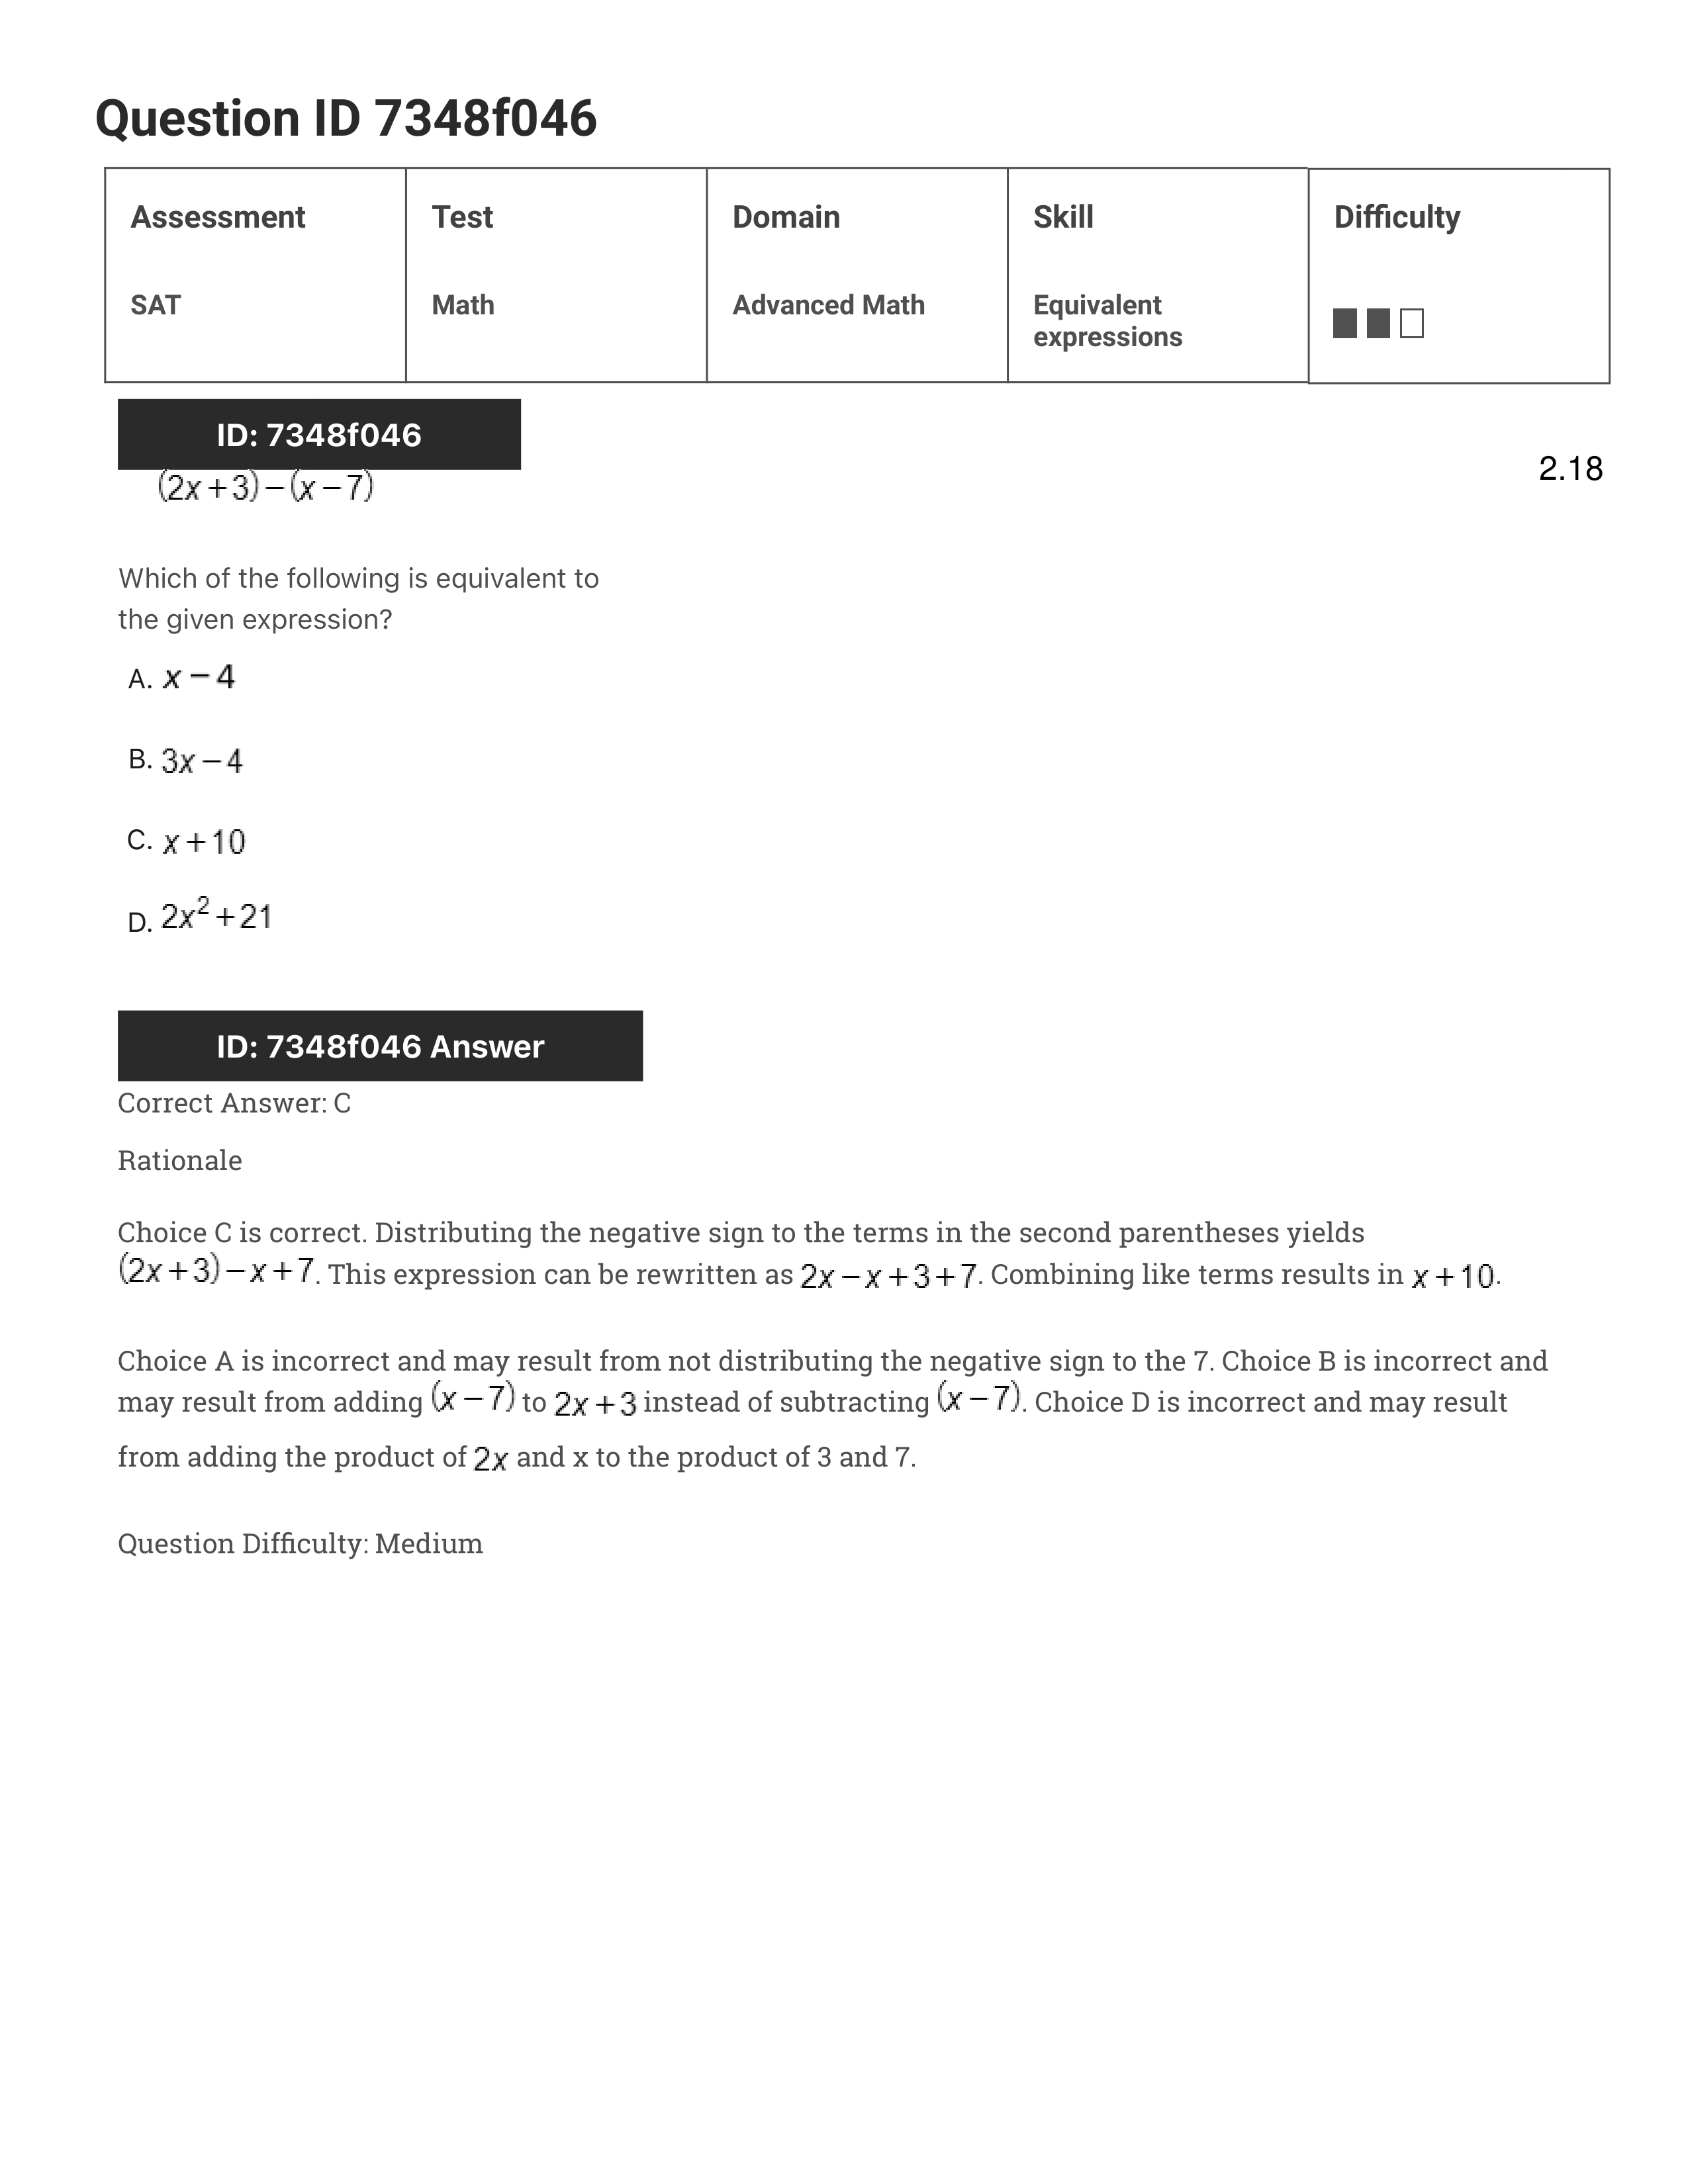 Question ID 7348f046
Assessment
Test
Domain
Skill
Difficulty
SAT
Math
Advanced Math
Equivalent
expressions
ID: 7348f046
2.18
(2x+3)−(x−7)
Which of the following is equivalent to
the given expression?
A. x−4
B. 3x−4
C. x+10
D. 2x²+21
ID: 7348f046 Answer
Correct Answer: C
Rationale
Choice C is correct. Distributing the negative sign to the terms in the second parentheses yields
(2x+3)−x+7. This expression can be rewritten as 2x−x+3+7. Combining like terms results in x+10.
Choice A is incorrect and may result from not distributing the negative sign to the 7. Choice B is incorrect and
may result from adding (x−7) to 2x+3 instead of subtracting (x−7). Choice D is incorrect and may result
from adding the product of 2x and x to the product of 3 and 7.
Question Difficulty: Medium